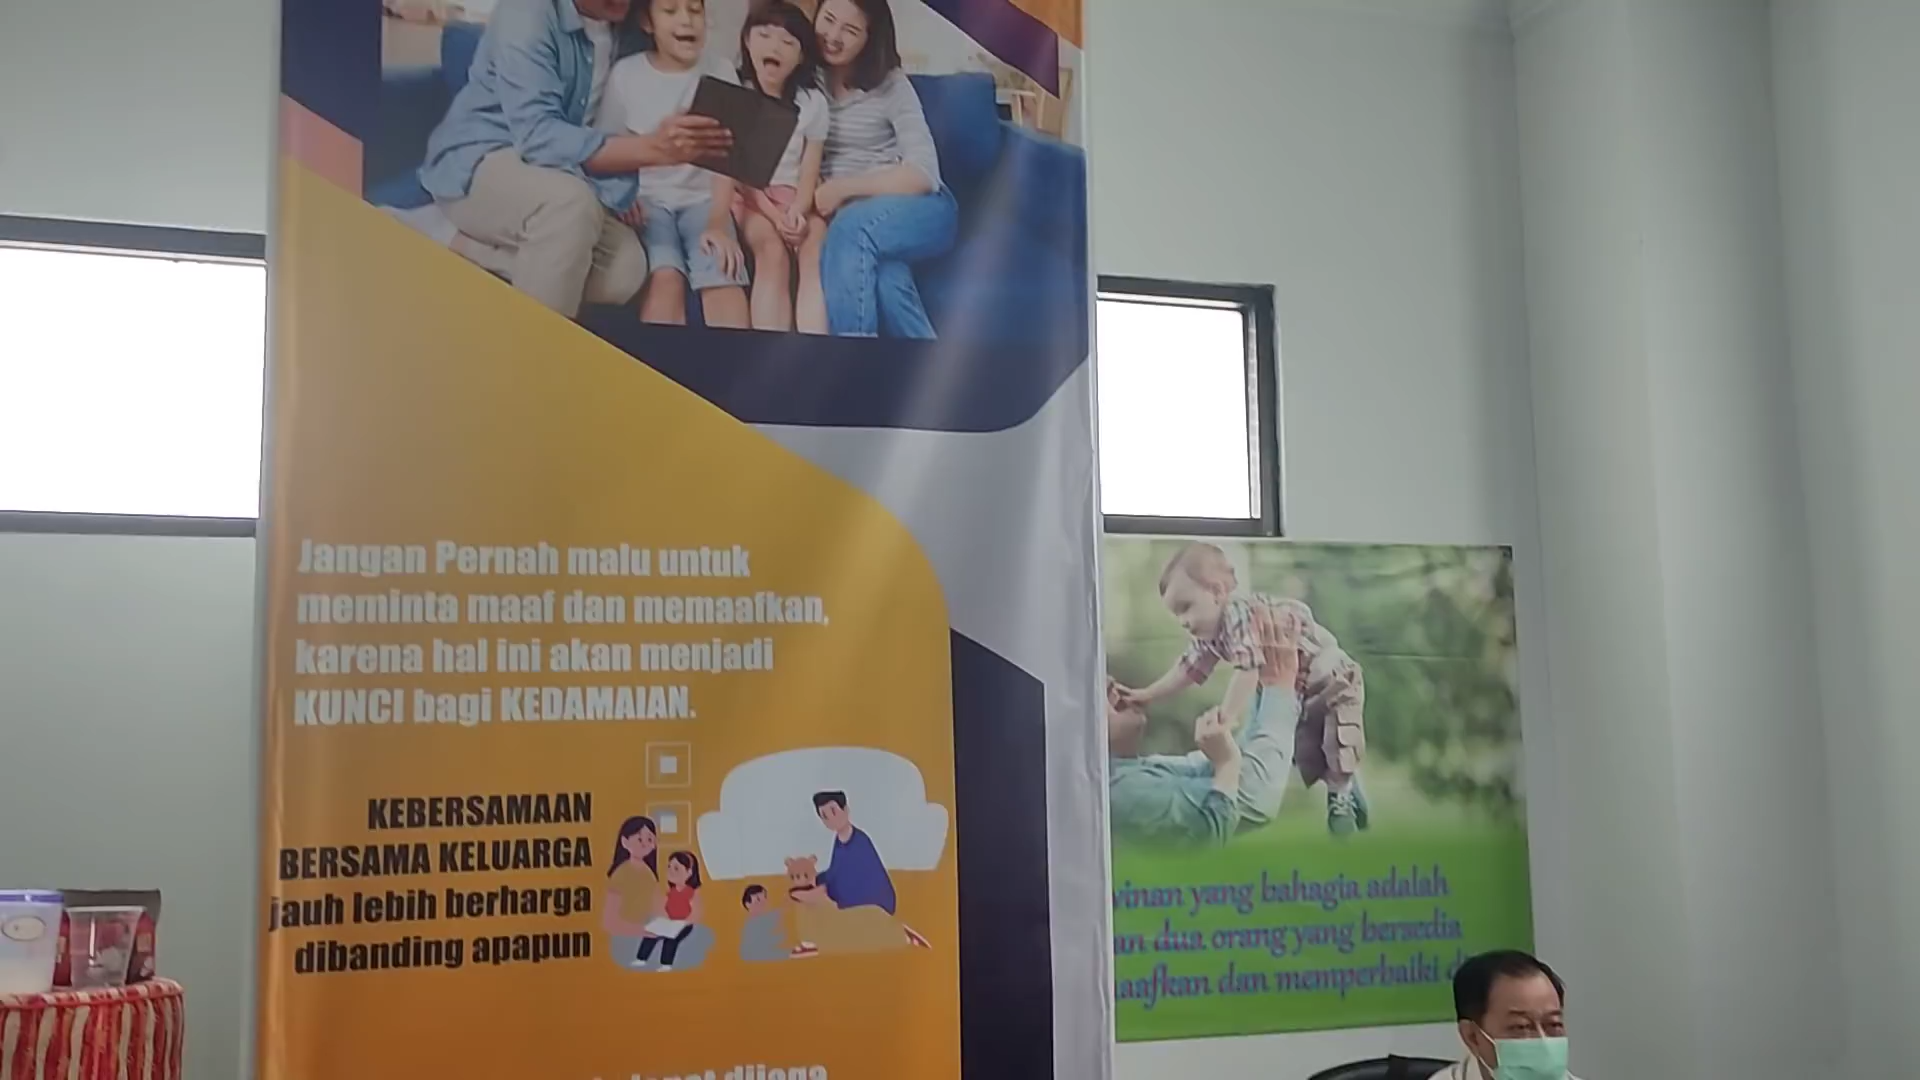 Jangan Pernah malu untuk
meminta maaf dan memaafkan,
karena hal ini akan menjadi
KUNCI bagi KEDAMAIAN.
KEBERSAMAAN
BERSAMA KELUARGA
jauh lebih berharga
dibanding apapun
dijaga
yang bahagia adalah
dua orang yang bersedia
dan memperbaiki